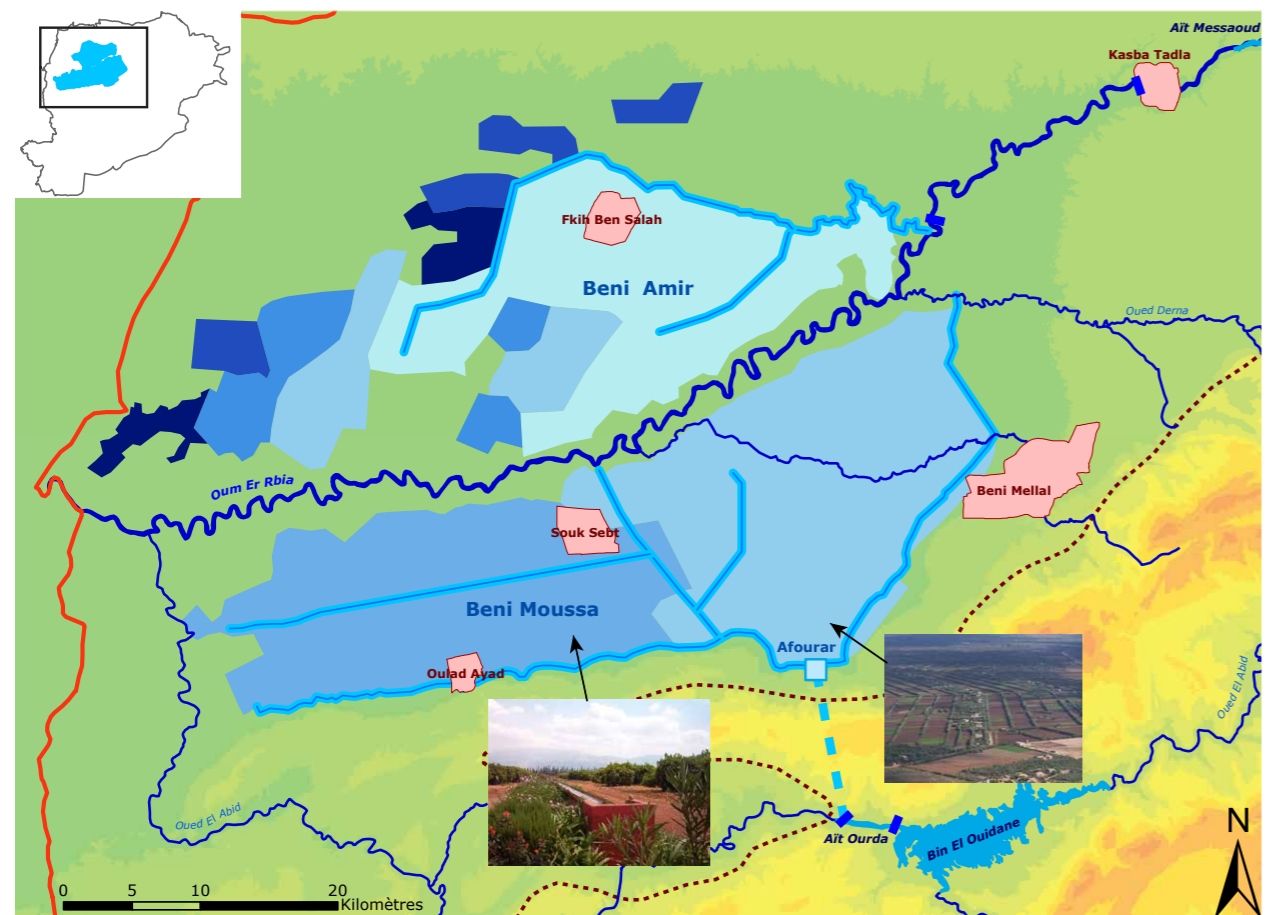 Aït Messaoud
Kasba Tadla
Fkih Ben Salah
Beni Amir
Oued Derna
Oum Er Rbia
Beni Mellal
Souk Sebt
Beni Moussa
Afourar
Oulad Ayad
Oued El Abid
Oued El Abid
Aït Ourda
Bin El Ouidane
N
0 5 10 20
Kilomètres